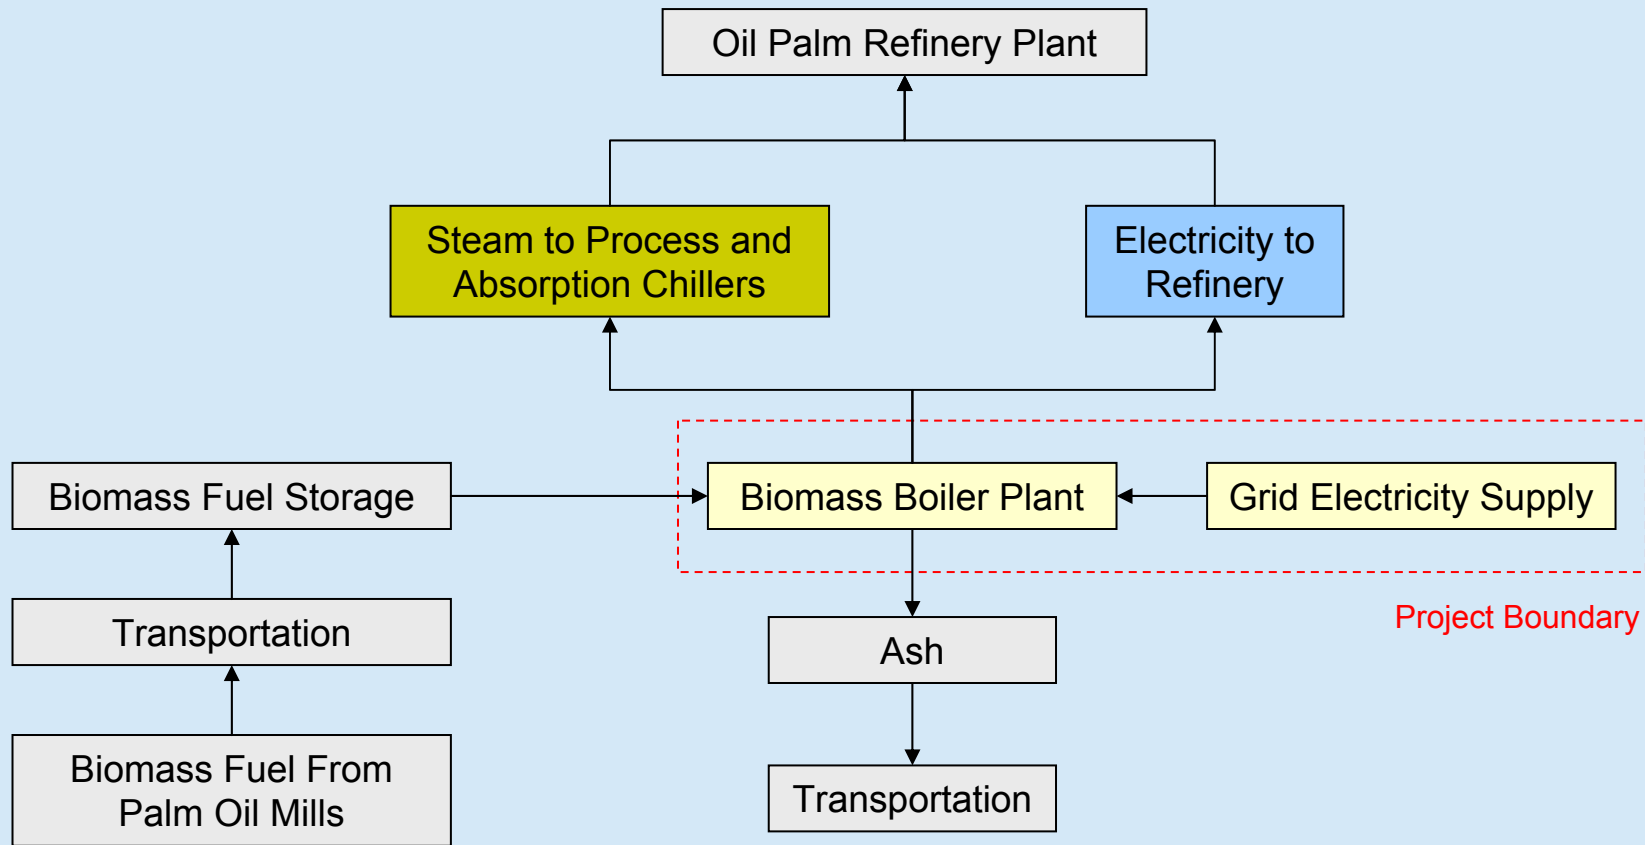 Oil Palm Refinery Plant
Steam to Process and
Absorption Chillers
Electricity to
Refinery
Biomass Fuel Storage
Biomass Boiler Plant
Grid Electricity Supply
Transportation
Project Boundary
Ash
Biomass Fuel From
Palm Oil Mills
Transportation